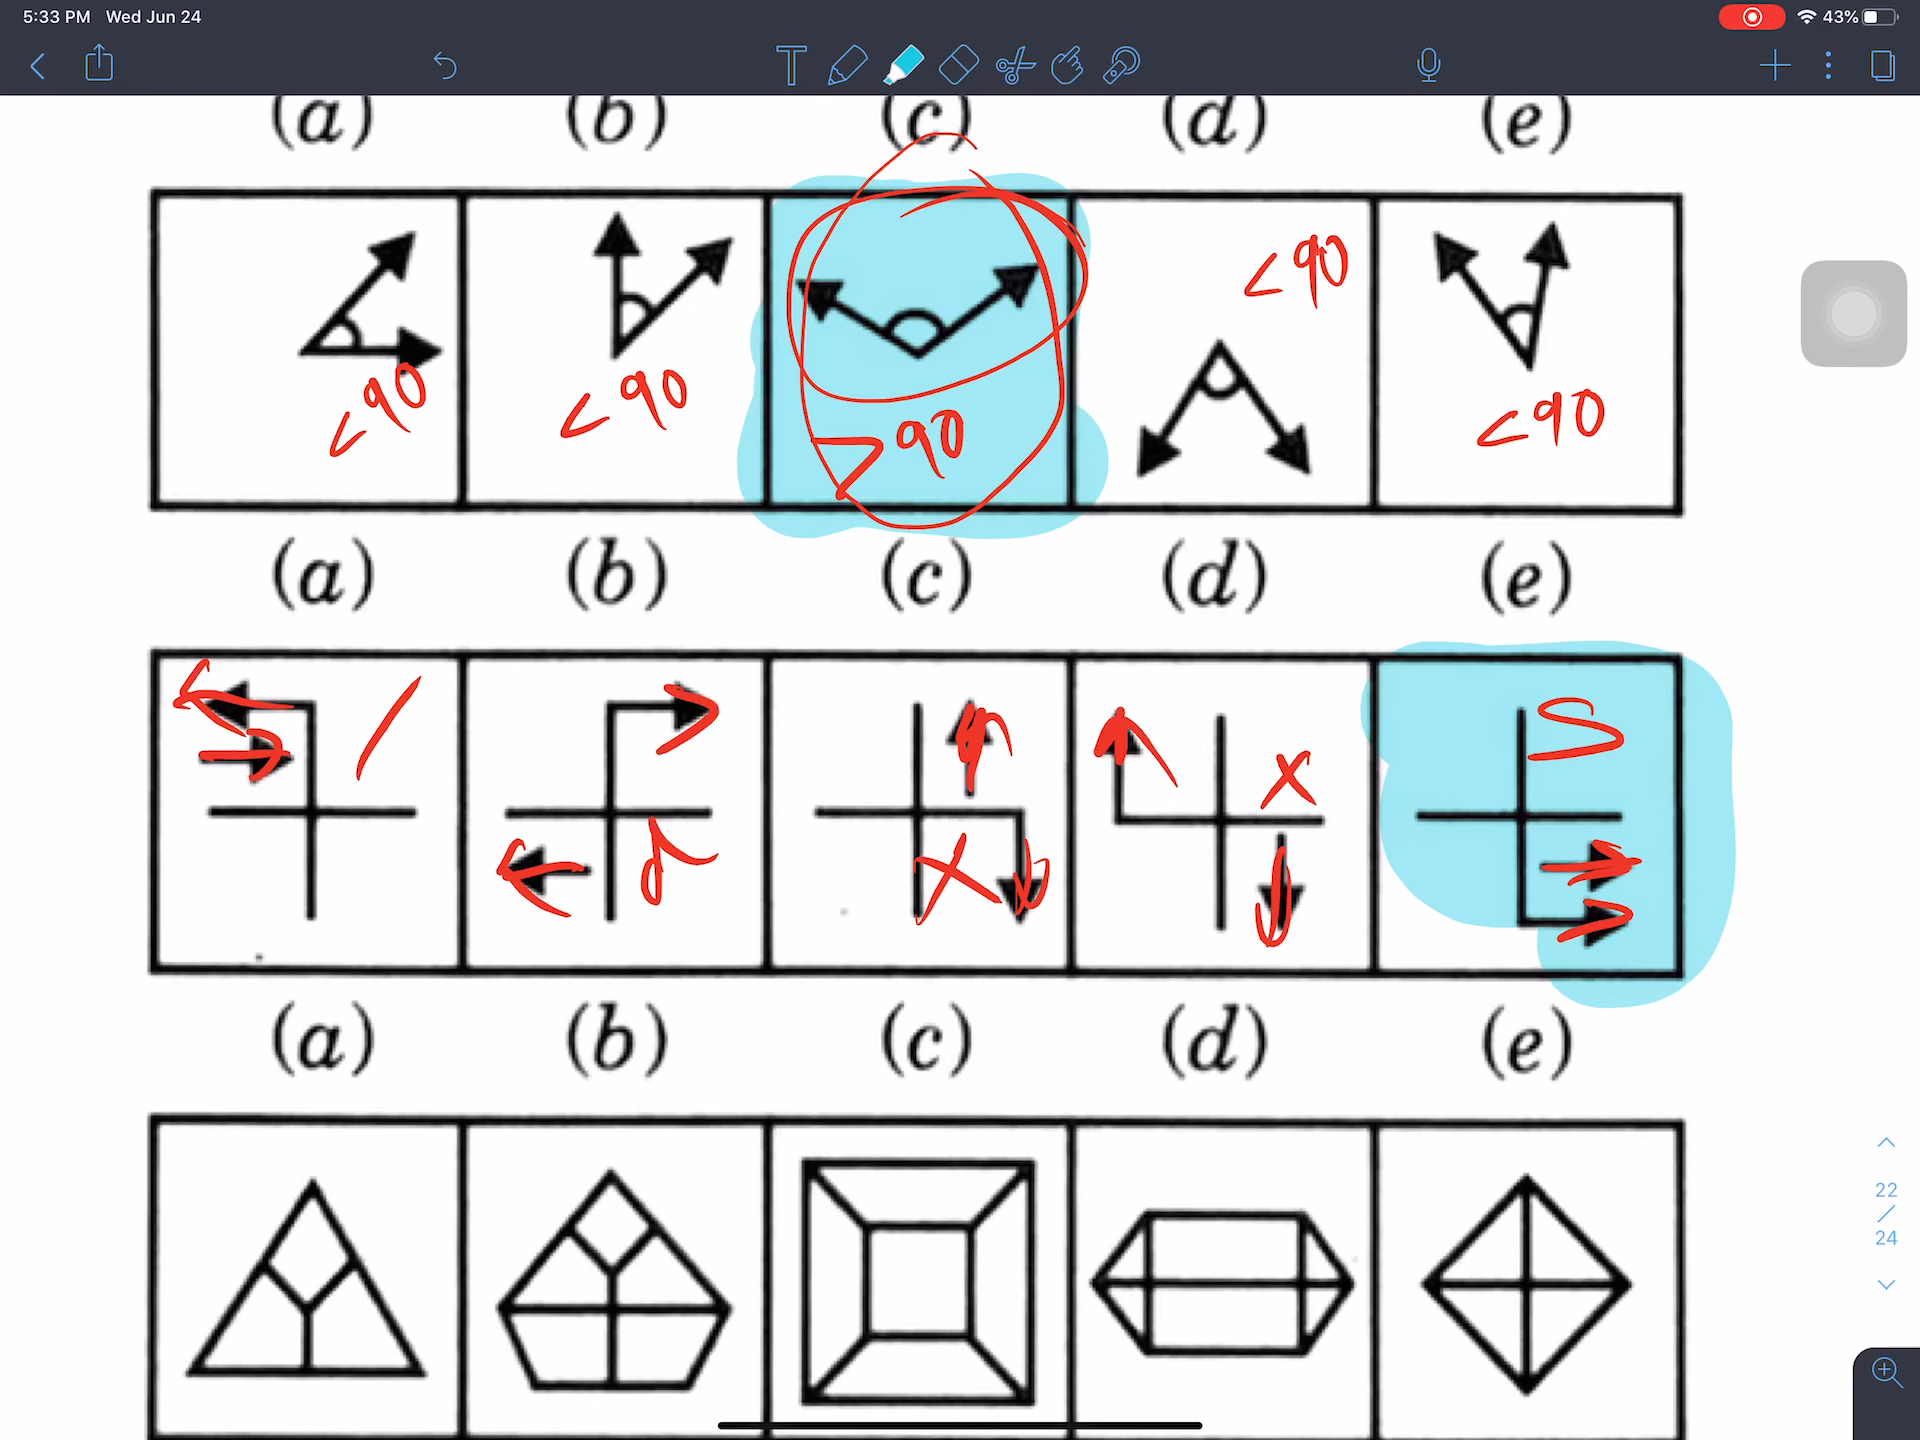 5:33 PM Wed Jun 24
43%
(a) (b) (c) (d) (e)
<90 <90 >90 <90 <90
(a) (b) (c) (d) (e)
S
(a) (b) (c) (d) (e)
22
/
24